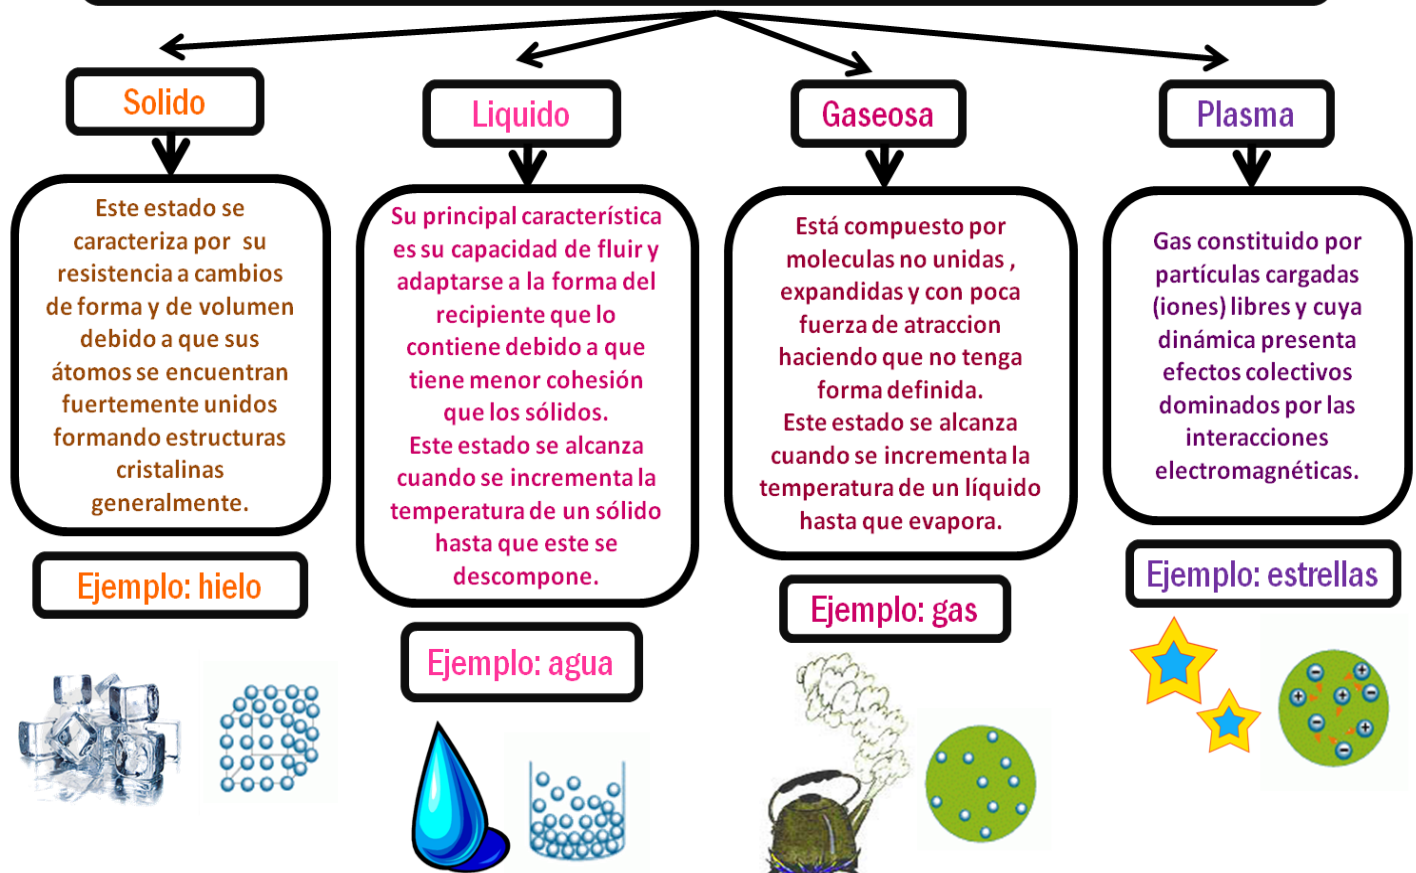 Solido
Este estado se
caracteriza por su
resistencia a cambios
de forma y de volumen
debido a que sus
átomos se encuentran
fuertemente unidos
formando estructuras
cristalinas
generalmente.
Ejemplo: hielo
Liquido
Su principal característica
es su capacidad de fluir y
adaptarse a la forma del
recipiente que lo
contiene debido a que
tiene menor cohesión
que los sólidos.
Este estado se alcanza
cuando se incrementa la
temperatura de un sólido
hasta que este se
descompone.
Ejemplo: agua
Gaseosa
Está compuesto por
moleculas no unidas ,
expandidas y con poca
fuerza de atraccion
haciendo que no tenga
forma definida.
Este estado se alcanza
cuando se incrementa la
temperatura de un líquido
hasta que evapora.
Ejemplo: gas
Plasma
Gas constituido por
partículas cargadas
(iones) libres y cuya
dinámica presenta
efectos colectivos
dominados por las
interacciones
electromagnéticas.
Ejemplo: estrellas